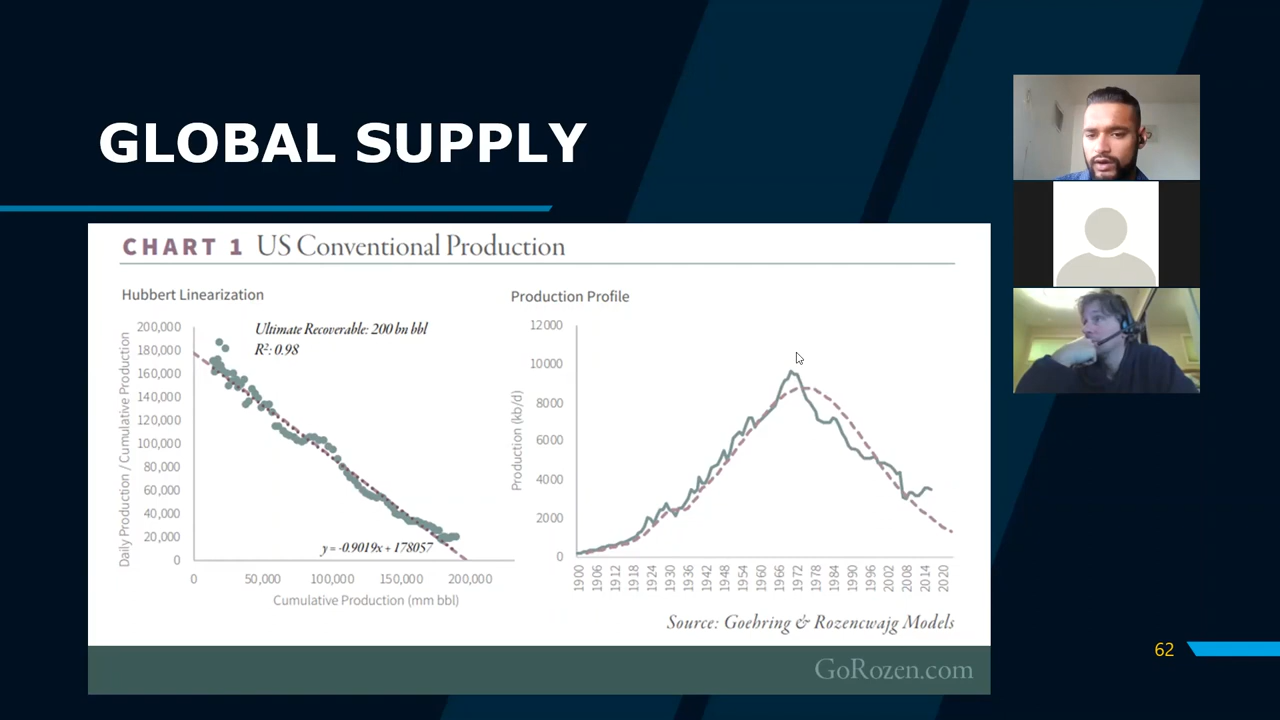 GLOBAL SUPPLY
CHART 1 US Conventional Production
Hubbert Linearization
Daily Production / Cumulative Production
200,000
180,000
160,000
140,000
120,000
100,000
80,000
60,000
40,000
20,000
0
Ultimate Recoverable: 200 bn bbl
R²: 0.98
y = -0.9019x + 178057
0 50,000 100,000 150,000 200,000
Cumulative Production (mm bbl)
Production Profile
Production (kb/d)
12000
10000
8000
6000
4000
2000
0
1900 1906 1912 1918 1924 1930 1936 1942 1948 1954 1960 1966 1972 1978 1984 1990 1996 2002 2008 2014 2020
Source: Goehring & Rozencwajg Models
GoRozen.com
62